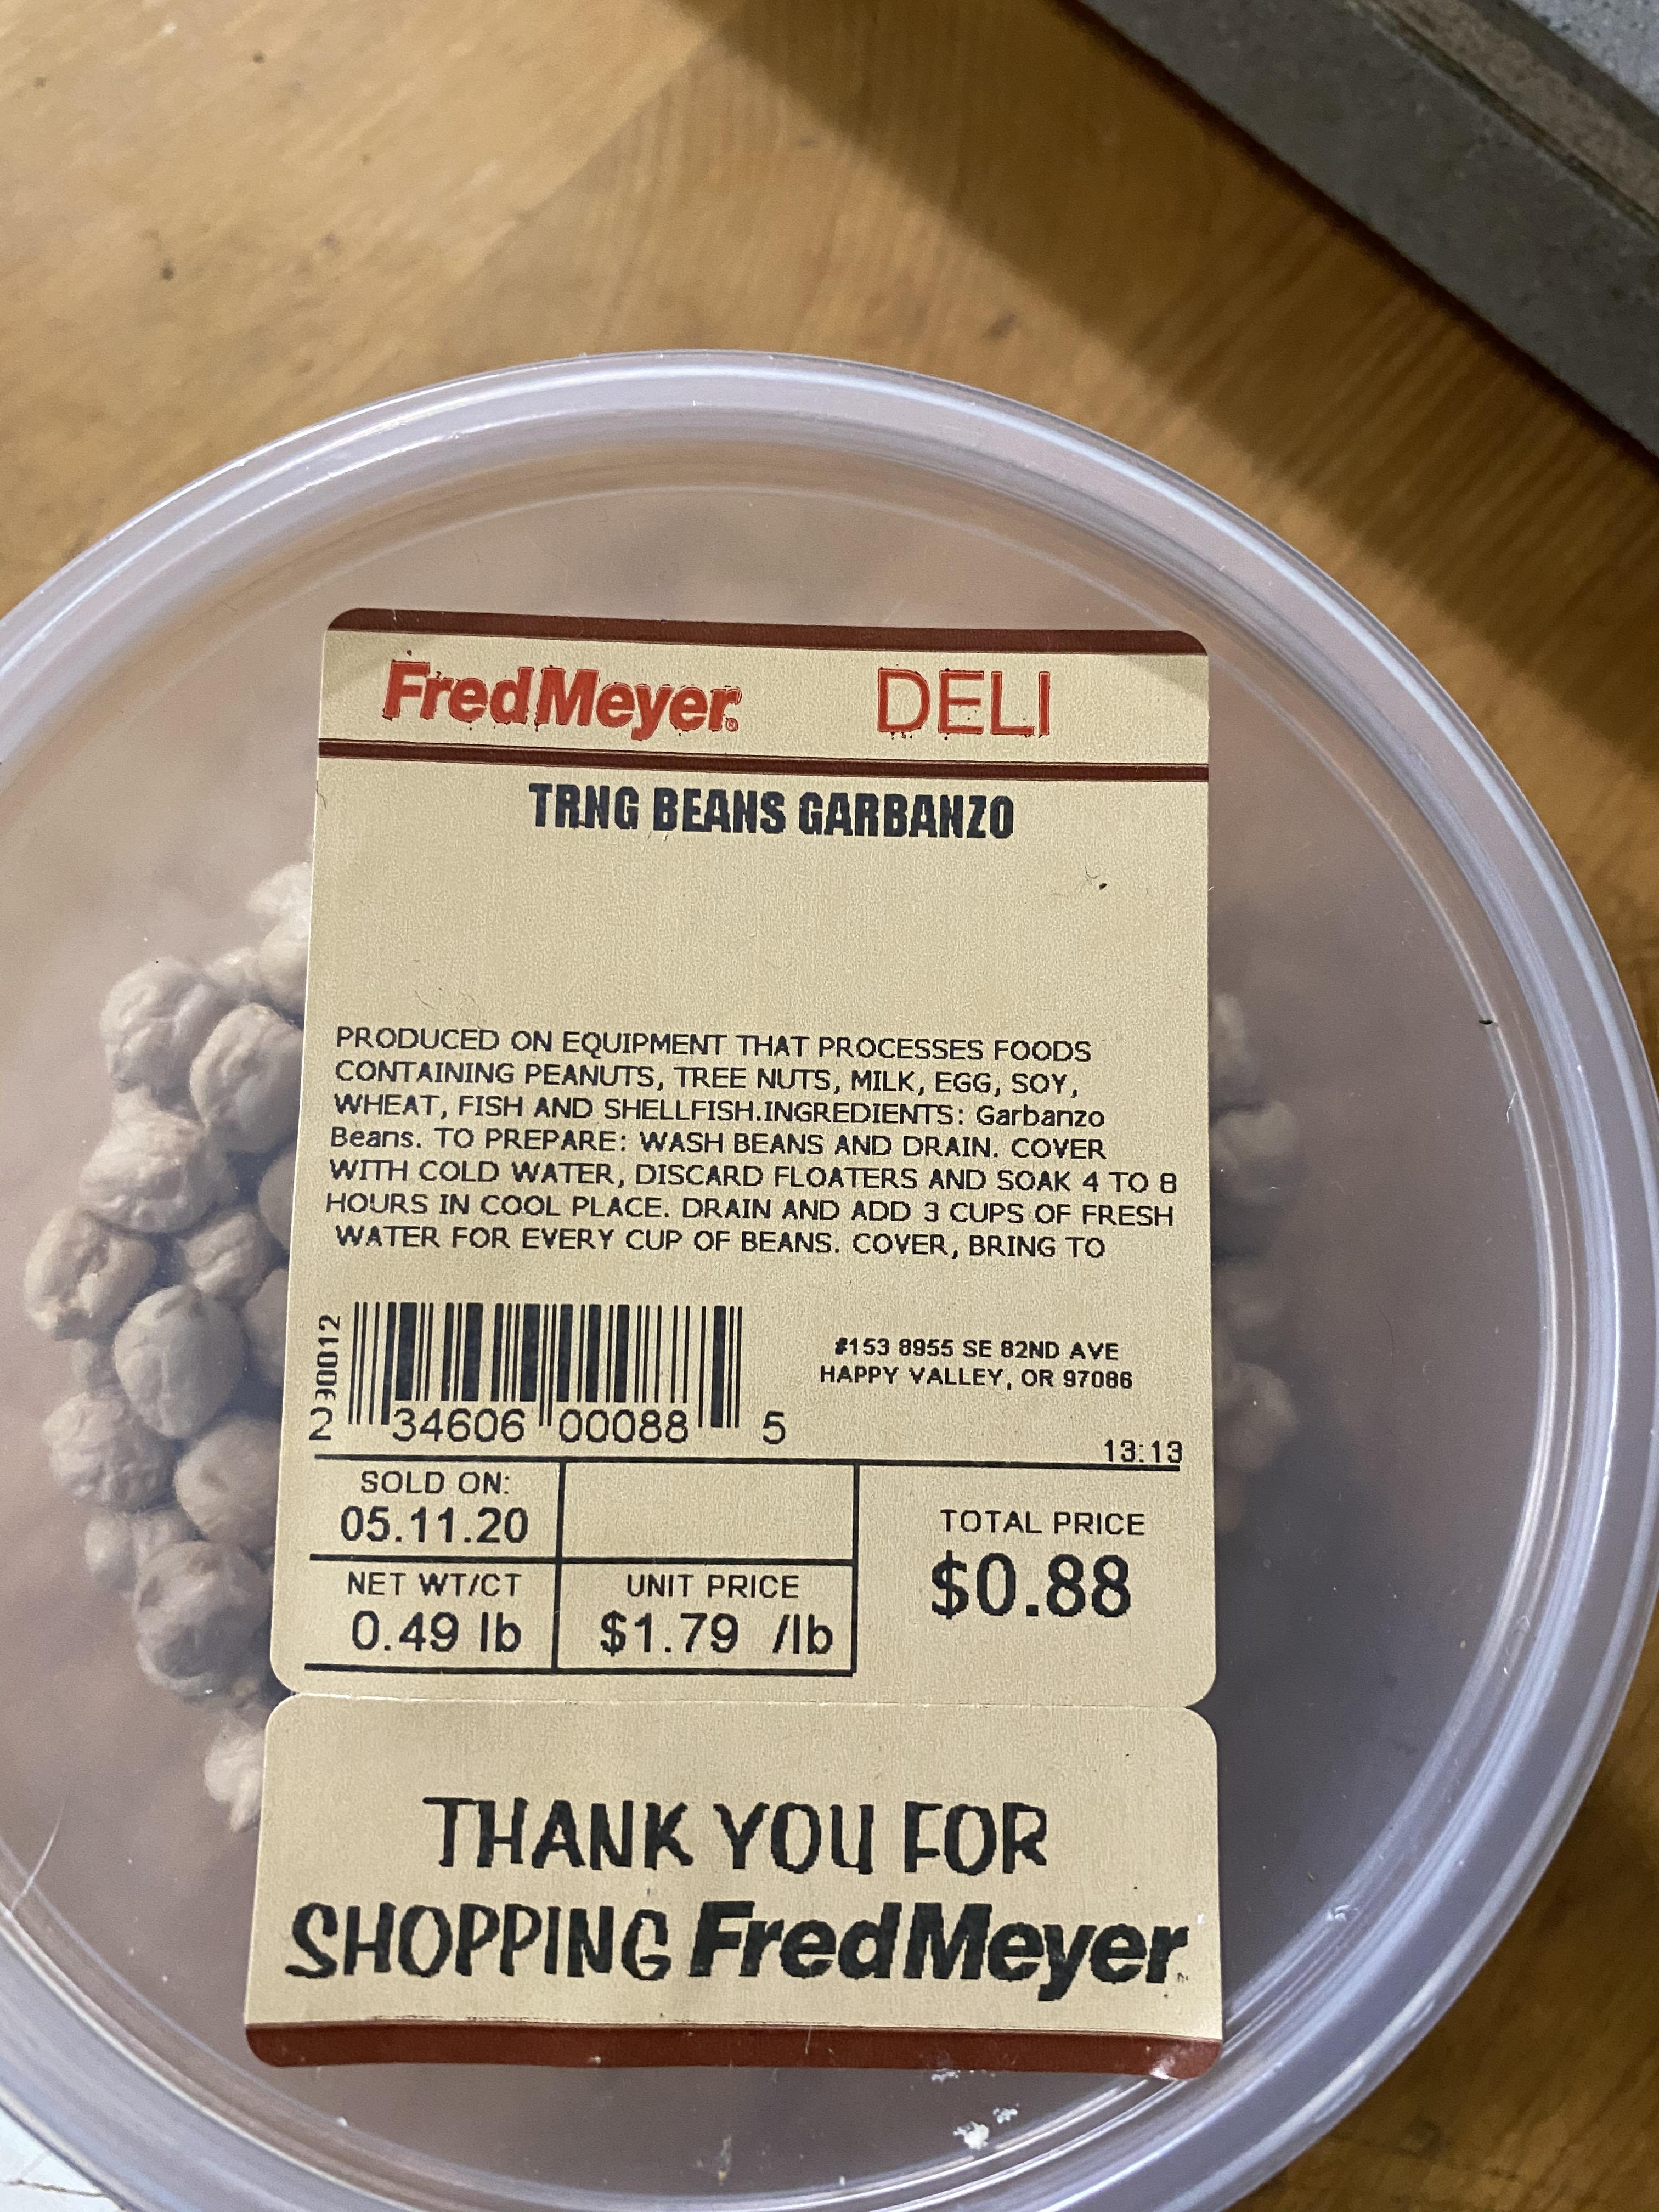 FredMeyer® DELI
TRNG BEANS GARBANZO
PRODUCED ON EQUIPMENT THAT PROCESSES FOODS
CONTAINING PEANUTS, TREE NUTS, MILK, EGG, SOY,
WHEAT, FISH AND SHELLFISH.INGREDIENTS: Garbanzo
Beans. TO PREPARE: WASH BEANS AND DRAIN. COVER
WITH COLD WATER, DISCARD FLOATERS AND SOAK 4 TO 8
HOURS IN COOL PLACE. DRAIN AND ADD 3 CUPS OF FRESH
WATER FOR EVERY CUP OF BEANS. COVER, BRING TO
2 34606 00088 5
#153 8955 SE 82ND AVE
HAPPY VALLEY, OR 97086
13:13
SOLD ON:
05.11.20
NET WT/CT
0.49 lb
UNIT PRICE
$1.79 /lb
TOTAL PRICE
$0.88
THANK YOU FOR
SHOPPING FredMeyer